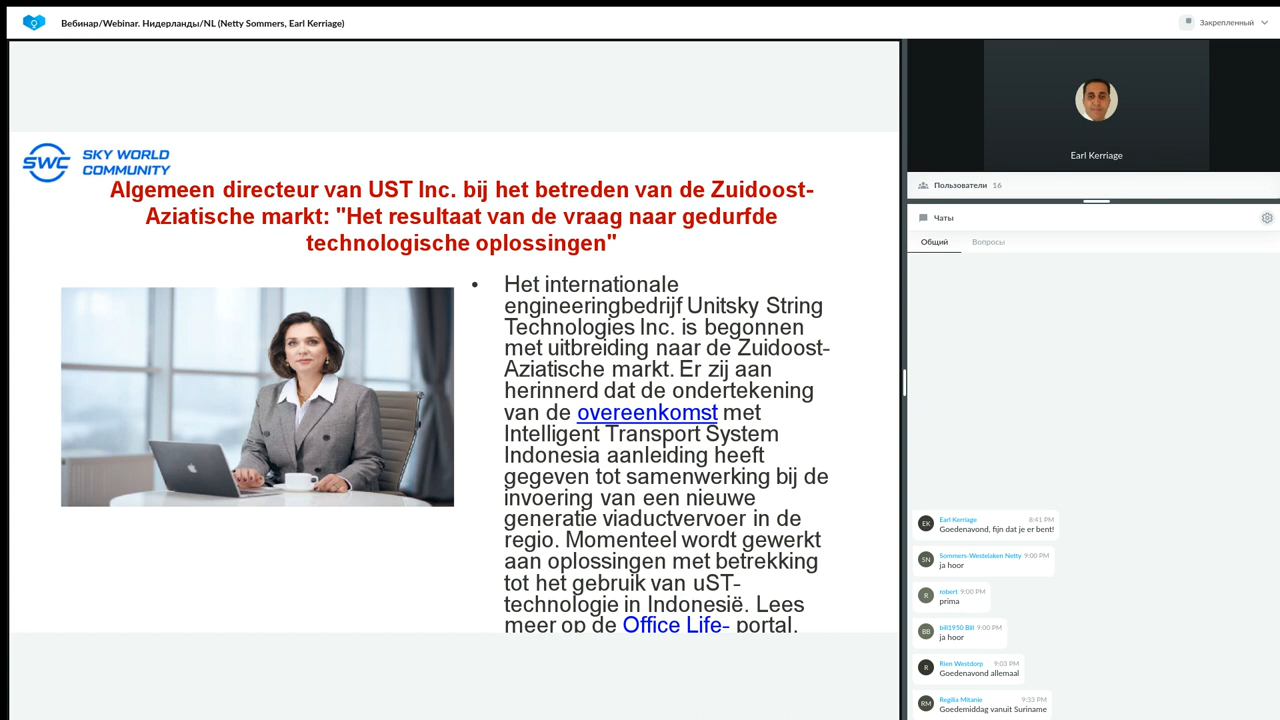 Вебинар/Webinar. Нидерланды/NL (Netty Sommers, Earl Kerriage)
Закрепленный
SWC SKY WORLD
COMMUNITY
Algemeen directeur van UST Inc. bij het betreden van de Zuidoost-
Aziatische markt: "Het resultaat van de vraag naar gedurfde
technologische oplossingen"
• Het internationale
engineeringbedrijf Unitsky String
Technologies Inc. is begonnen
met uitbreiding naar de Zuidoost-
Aziatische markt. Er zij aan
herinnerd dat de ondertekening
van de overeenkomst met
Intelligent Transport System
Indonesia aanleiding heeft
gegeven tot samenwerking bij de
invoering van een nieuwe
generatie viaductvervoer in de
regio. Momenteel wordt gewerkt
aan oplossingen met betrekking
tot het gebruik van uST-
technologie in Indonesië. Lees
meer op de Office Life- portal.
Earl Kerriage
Пользователи 16
Чаты
Общий Вопросы
EK Earl Kerriage 8:41 PM
Goedenavond, fijn dat je er bent!
SN Sommers-Westelaken Netty 9:00 PM
ja hoor
R robert 9:00 PM
prima
BB bill1950 Bill 9:00 PM
ja hoor
R Rien Westdorp 9:03 PM
Goedenavond allemaal
RM Regilia Mitanie 9:33 PM
Goedemiddag vanuit Suriname